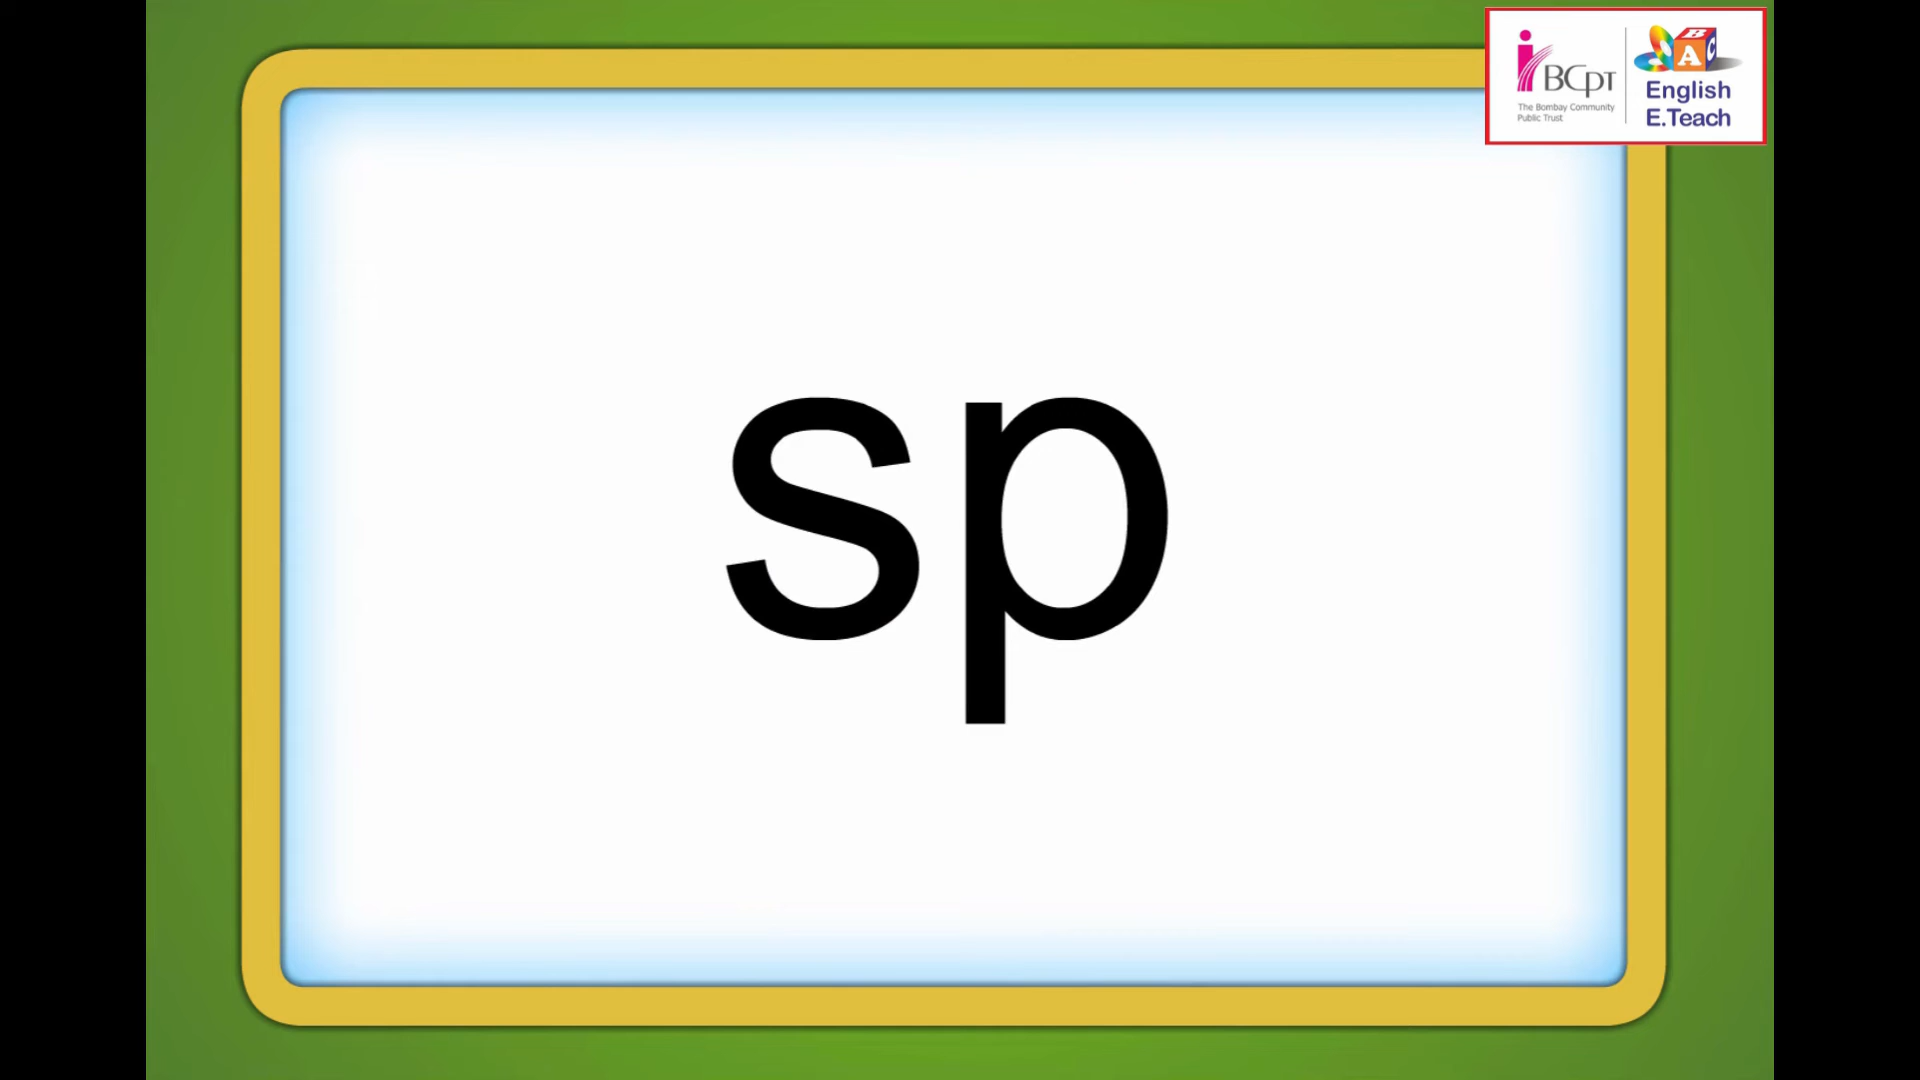 BCPT
The Bombay Community
Public Trust
B
A
C
English
E.Teach
sp